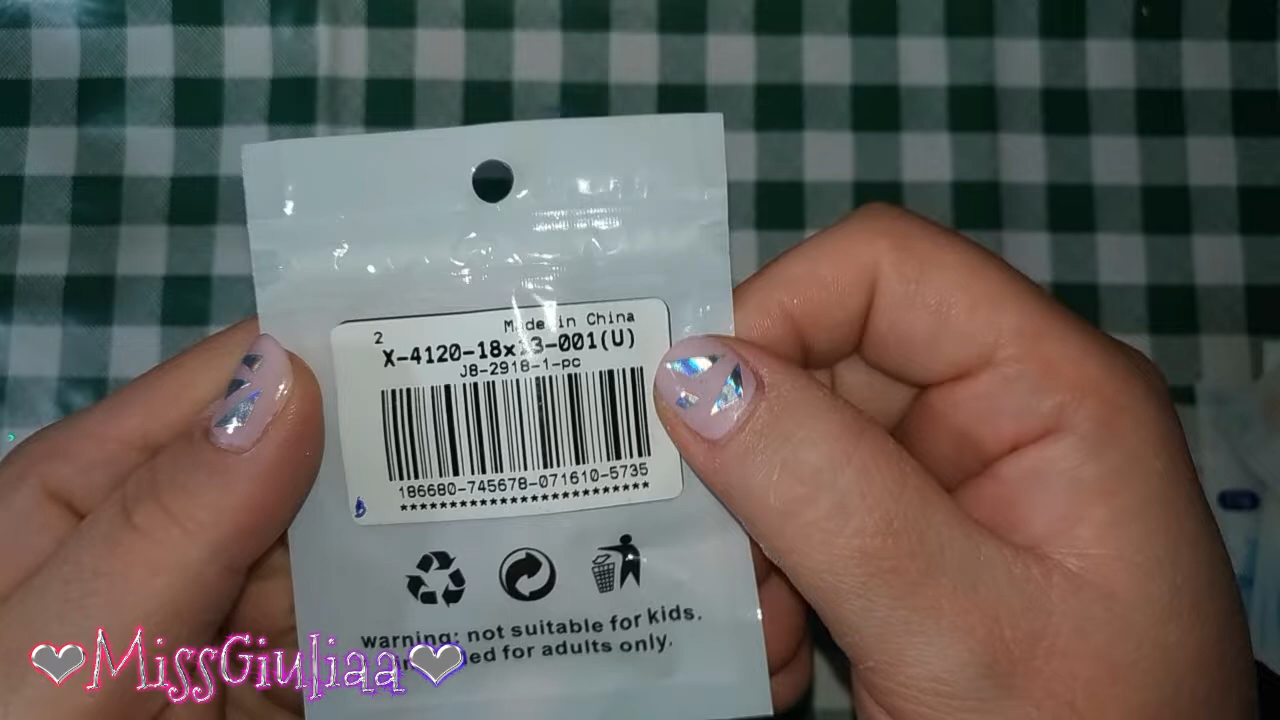 2
Made in China
X-4120-18x13-001(U)
J8-2918-1-pc
186680-745678-071610-5735
*************************
warning: not suitable for kids.
for adults only.
❤MissGiuliaa❤